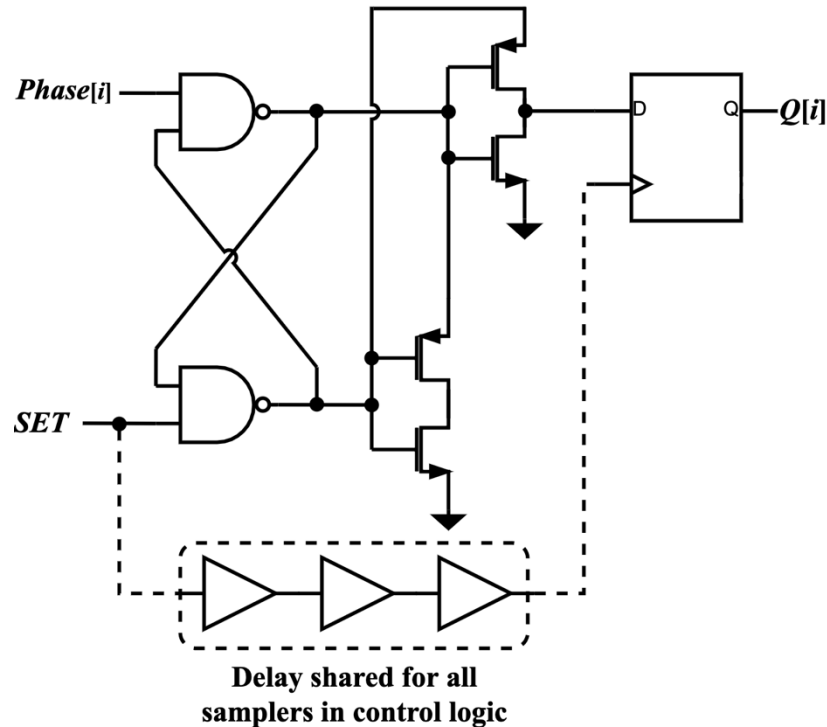 Phase[i]
D
Q
Q[i]
SET
Delay shared for all
samplers in control logic